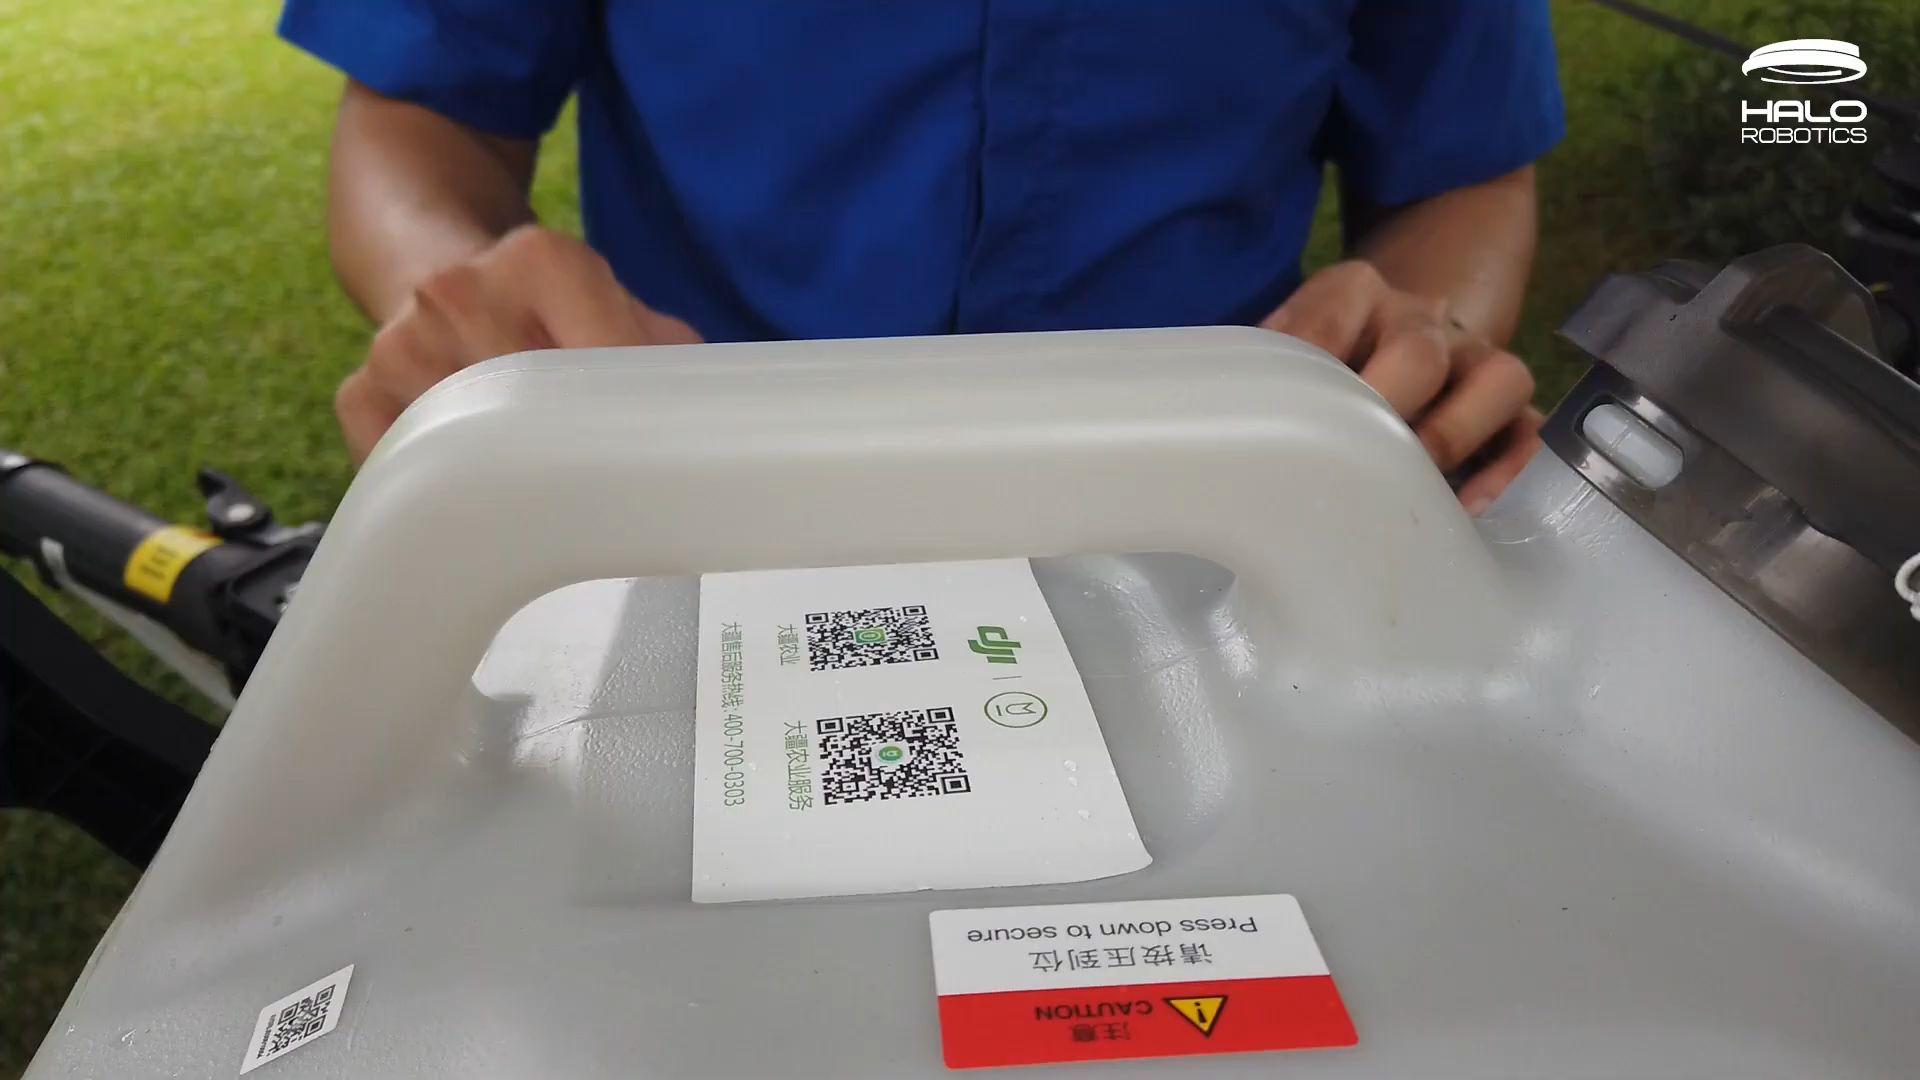 HALO
ROBOTICS
dji
大疆农业
大疆农业服务
大疆售后服务热线:400-700-0303
CAUTION
注意
请按压到位
Press down to secure